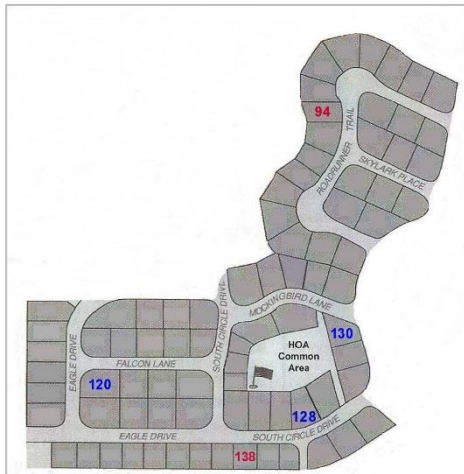 94
ROADRUNNER TRAIL
SKYLARK PLACE
MOCKINGBIRD LANE
SOUTH CIRCLE DRIVE
130
HOA
Common
Area
EAGLE DRIVE
FALCON LANE
120
128
SOUTH CIRCLE DRIVE
EAGLE DRIVE
138